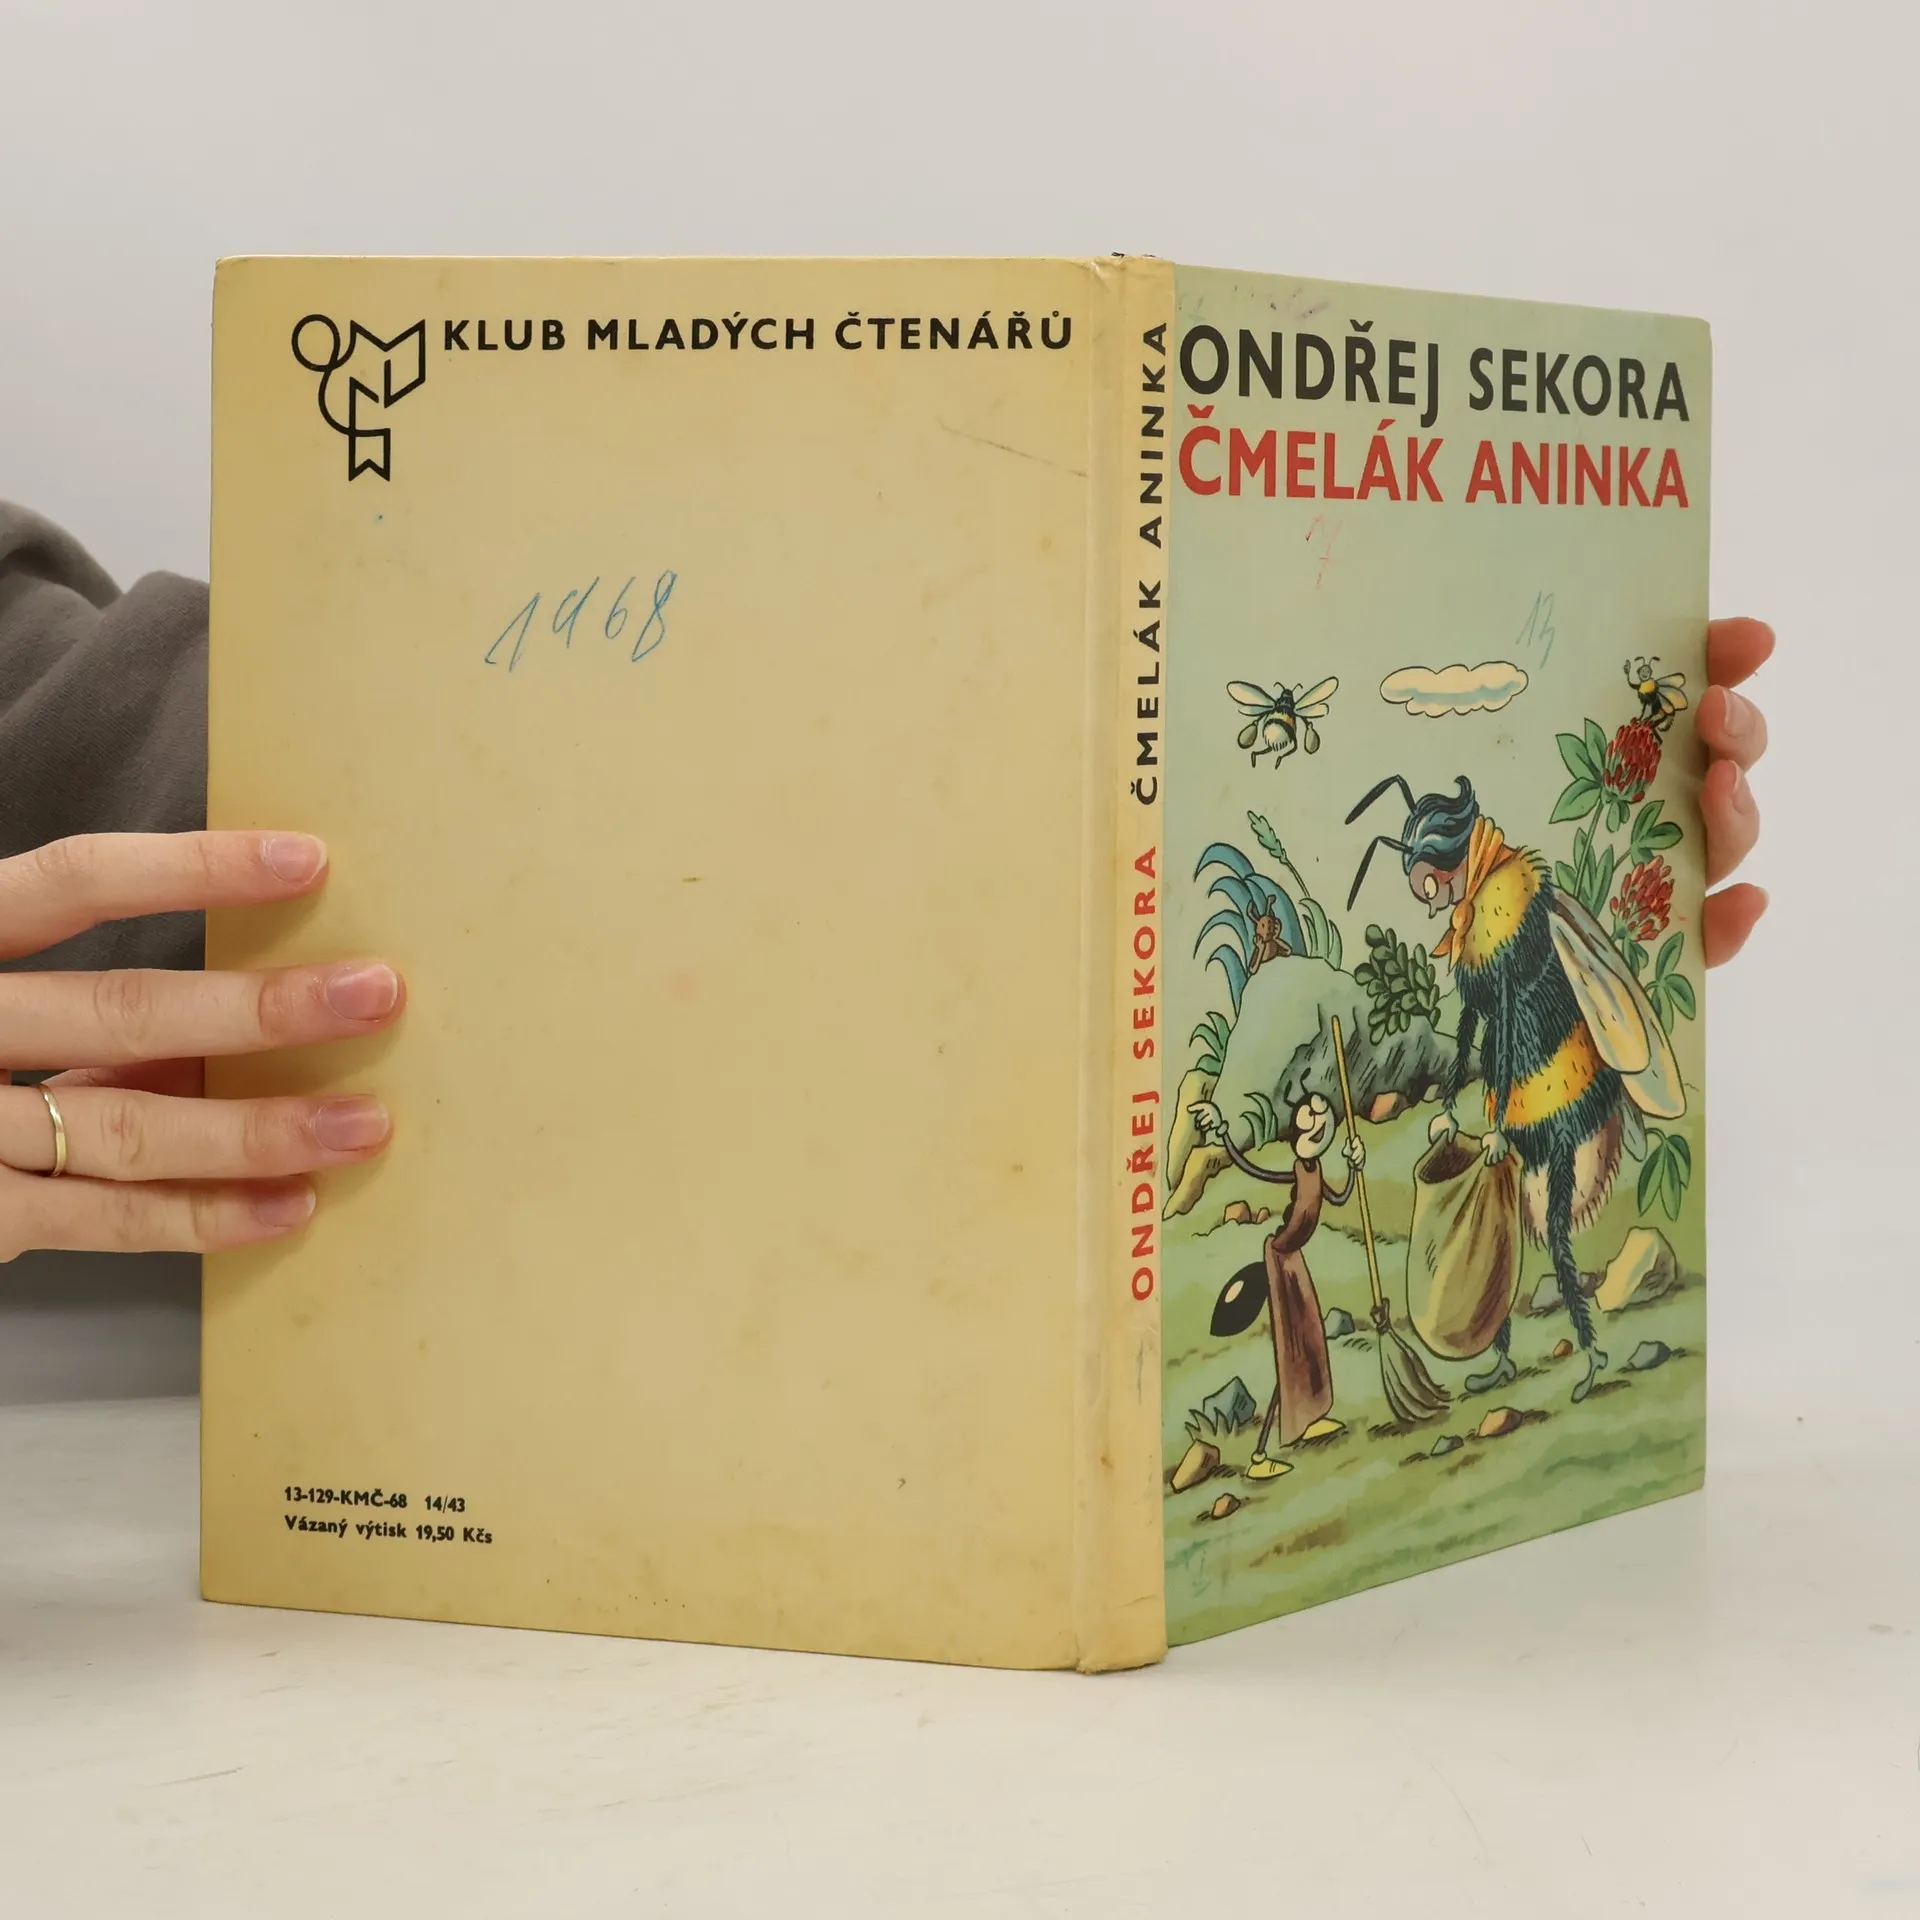 KLUB MLADÝCH ČTENÁŘŮ
1968
13-129-KMČ-68 14/43
Vázaný výtisk 19,50 Kčs
ONDŘEJ SEKORA ČMELÁK ANINKA
ONDŘEJ SEKORA
ČMELÁK ANINKA
7
13